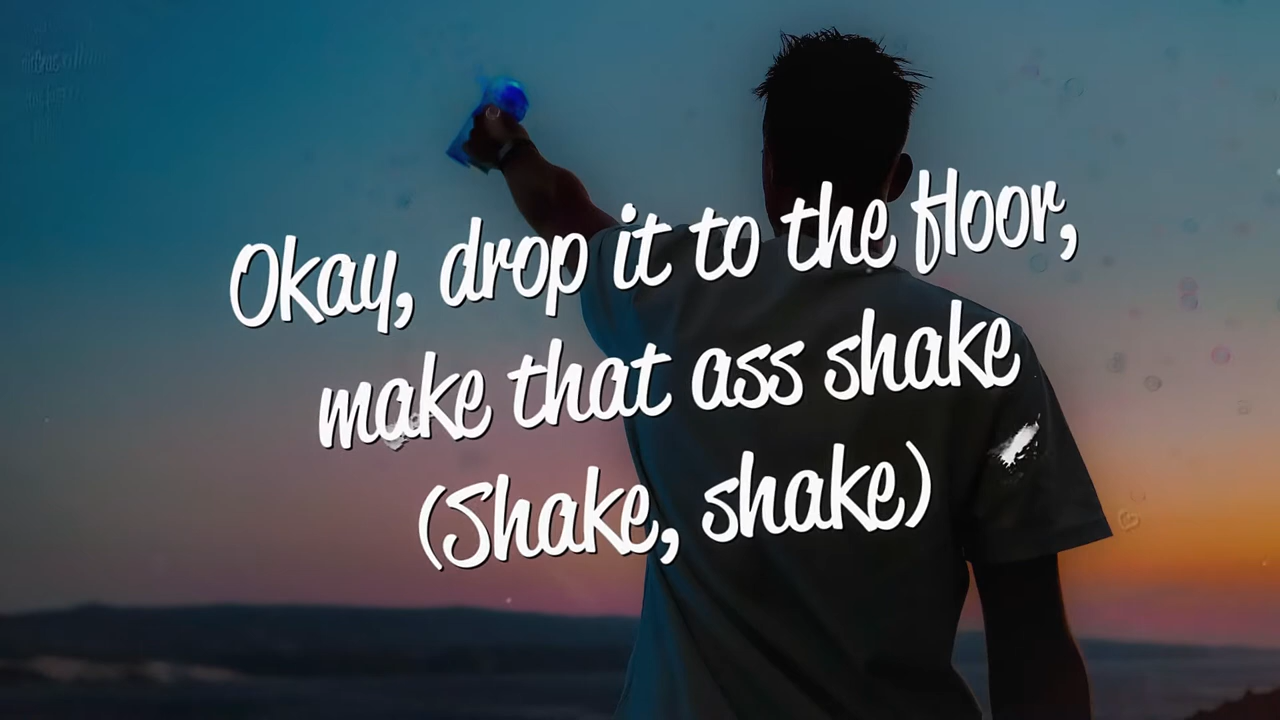 Okay, drop it to the floor,
make that ass shake
(Shake, shake)